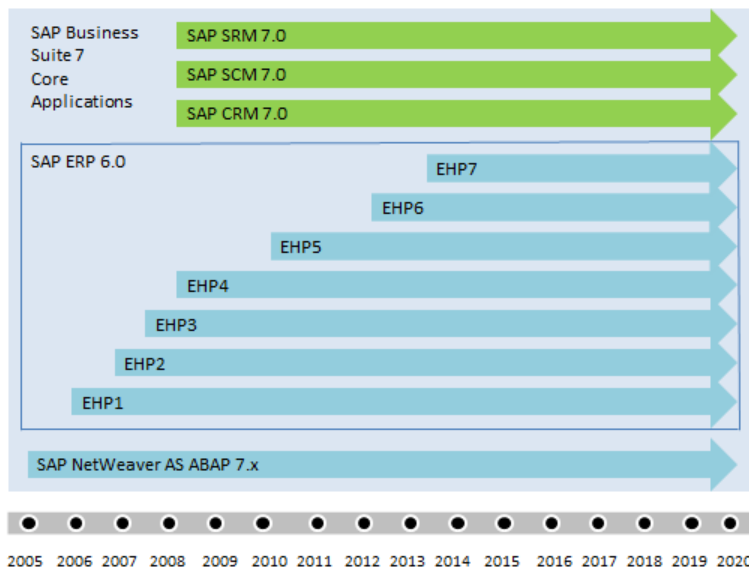 SAP Business
Suite 7
Core
Applications
SAP SRM 7.0
SAP SCM 7.0
SAP CRM 7.0
SAP ERP 6.0
EHP7
EHP6
EHP5
EHP4
EHP3
EHP2
EHP1
SAP NetWeaver AS ABAP 7.x
2005 2006 2007 2008 2009 2010 2011 2012 2013 2014 2015 2016 2017 2018 2019 2020